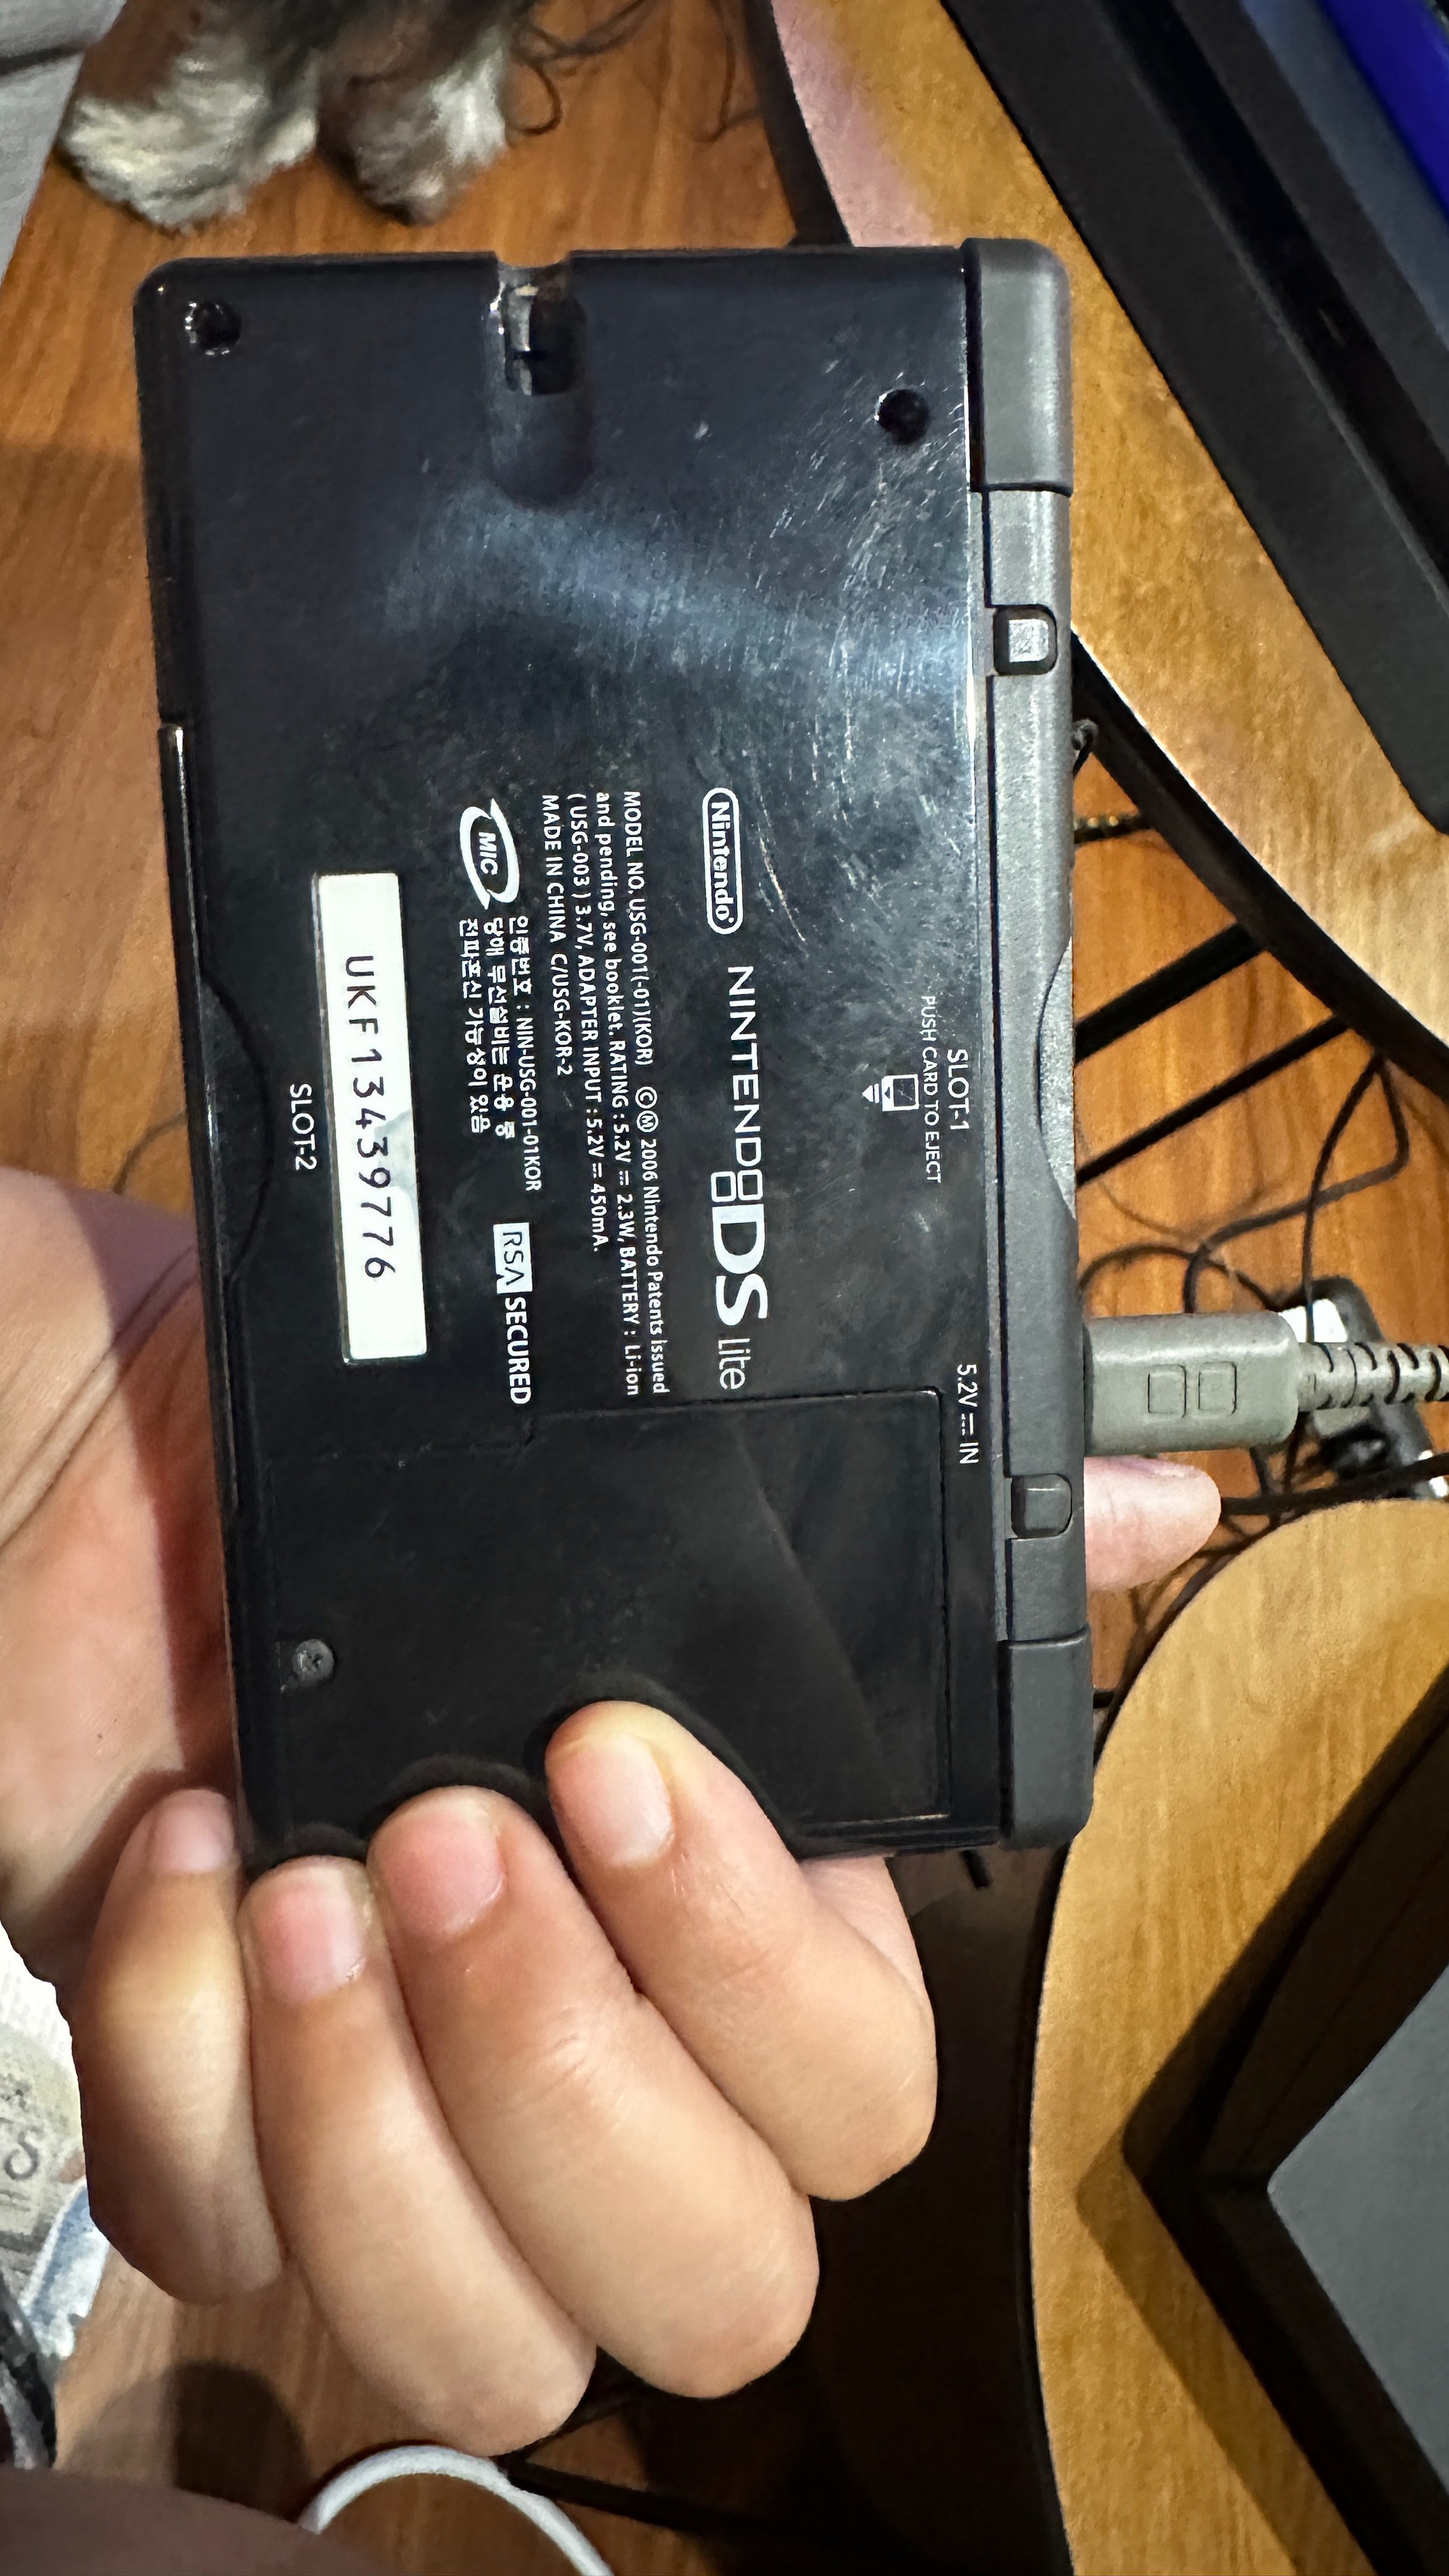 SLOT-1
PUSH CARD TO EJECT
5.2V ⎓ IN
Nintendo® NINTENDO DS Lite
MODEL NO. USG-001(-01)(KOR) ©Ⓜ 2006 Nintendo Patents issued
and pending, see booklet. RATING : 5.2V ⎓ 2.3W, BATTERY : Li-ion
( USG-003 ) 3.7V, ADAPTER INPUT : 5.2V ⎓ 450mA.
MADE IN CHINA C/USG-KOR-2
MIC
인증번호 : NIN-USG-001-01KOR
당해 무선설비는 운용 중
전파혼신 가능성이 있음
RSA SECURED
UKF13439776
SLOT-2